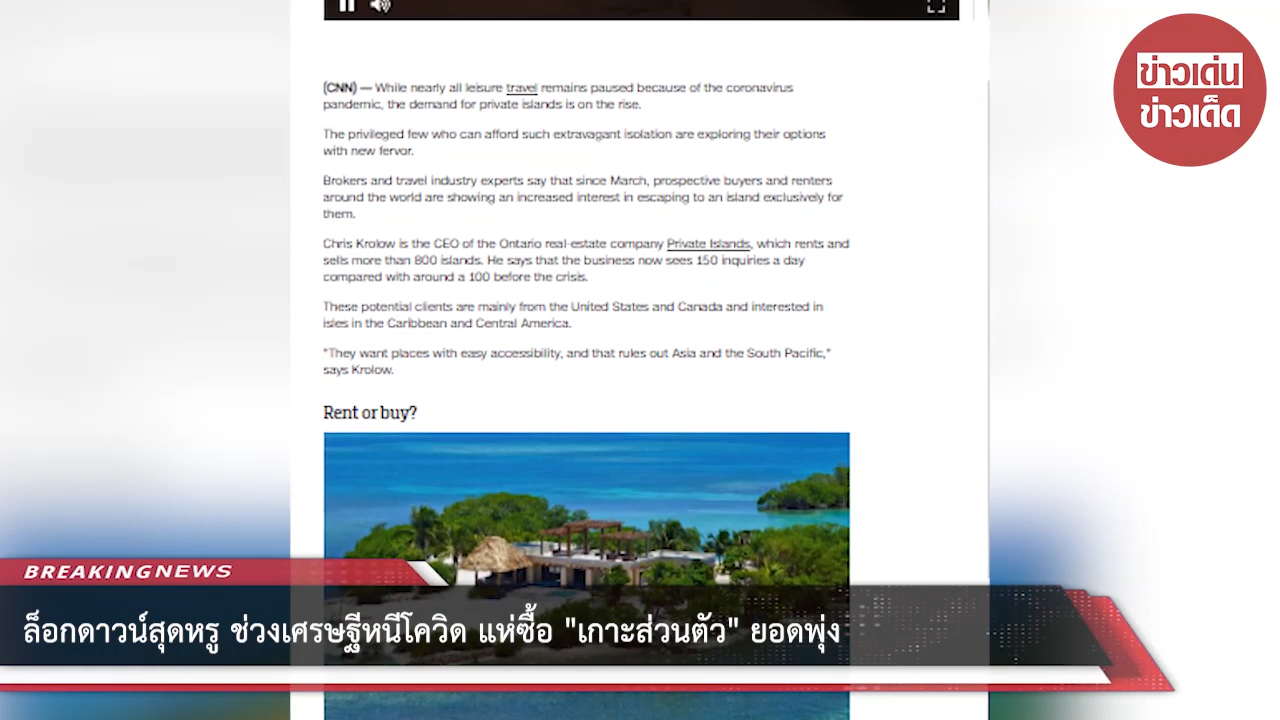 ข่าวเด่น
ข่าวเด็ด
(CNN) — While nearly all leisure travel remains paused because of the coronavirus
pandemic, the demand for private islands is on the rise.
The privileged few who can afford such extravagant isolation are exploring their options
with new fervor.
Brokers and travel industry experts say that since March, prospective buyers and renters
around the world are showing an increased interest in escaping to an island exclusively for
them.
Chris Krolow is the CEO of the Ontario real-estate company Private Islands, which rents and
sells more than 800 islands. He says that the business now sees 150 inquiries a day
compared with around a 100 before the crisis.
These potential clients are mainly from the United States and Canada and interested in
isles in the Caribbean and Central America.
"They want places with easy accessibility, and that rules out Asia and the South Pacific,"
says Krolow.
Rent or buy?
BREAKING NEWS
ล็อกดาวน์สุดหรู ช่วงเศรษฐีหนีโควิด แห่ซื้อ "เกาะส่วนตัว" ยอดพุ่ง